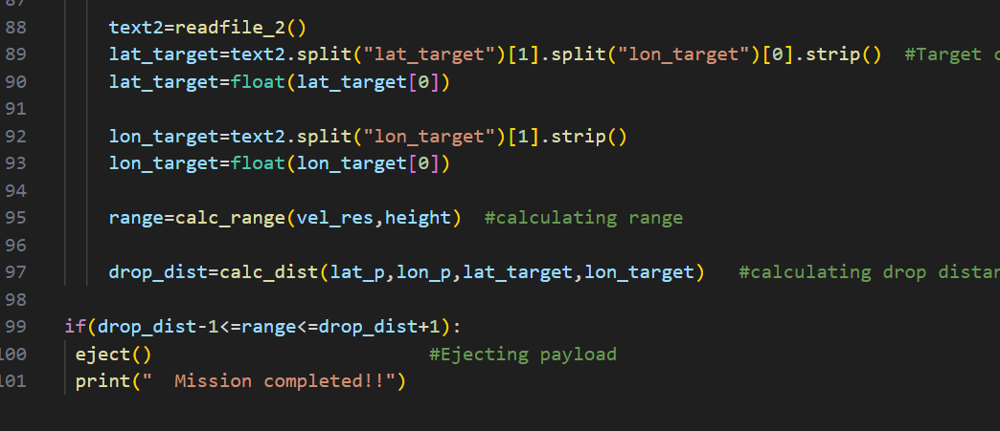 87
88 text2=readfile_2()
89 lat_target=text2.split("lat_target")[1].split("lon_target")[0].strip() #Target
90 lat_target=float(lat_target[0])
91
92 lon_target=text2.split("lon_target")[1].strip()
93 lon_target=float(lon_target[0])
94
95 range=calc_range(vel_res,height) #calculating range
96
97 drop_dist=calc_dist(lat_p,lon_p,lat_target,lon_target) #calculating drop
98
99 if(drop_dist-1<=range<=drop_dist+1):
100 eject() #Ejecting payload
101 print("  Mission completed!!")